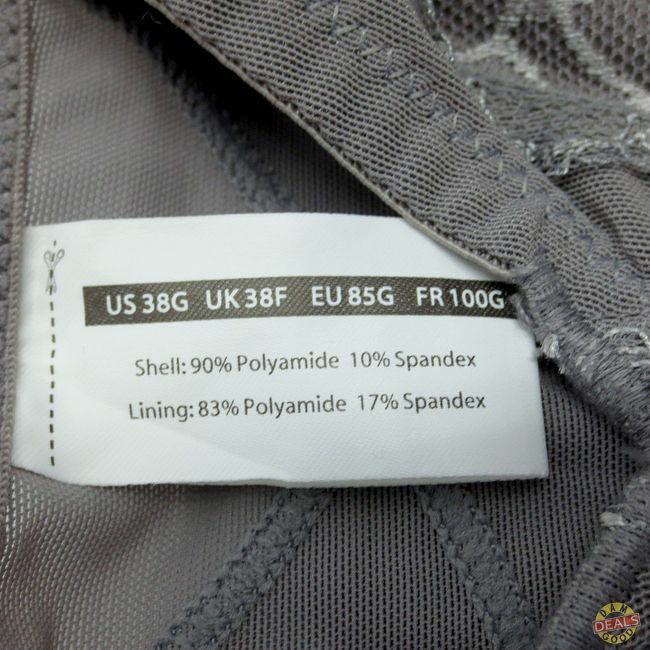 US 38G UK 38F EU 85G FR 100G
Shell: 90% Polyamide 10% Spandex
Lining: 83% Polyamide 17% Spandex
DAM
DEALS
GOOD